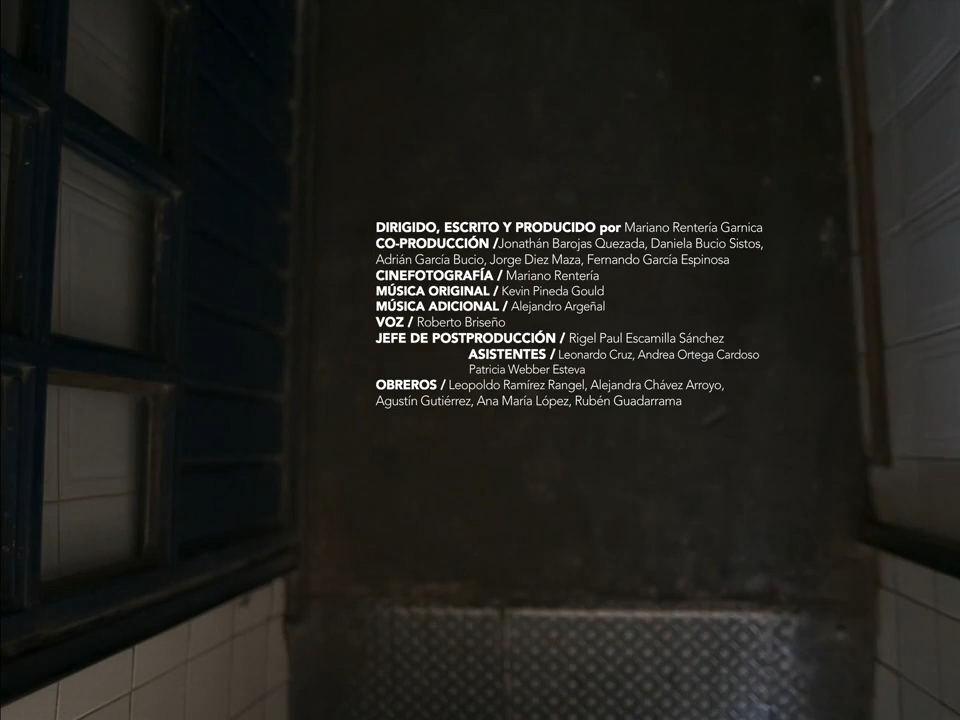 DIRIGIDO, ESCRITO Y PRODUCIDO por Mariano Rentería Garnica
CO-PRODUCCIÓN /Jonathán Barojas Quezada, Daniela Bucio Sistos,
Adrián García Bucio, Jorge Diez Maza, Fernando García Espinosa
CINEFOTOGRAFÍA / Mariano Rentería
MÚSICA ORIGINAL / Kevin Pineda Gould
MÚSICA ADICIONAL / Alejandro Argeñal
VOZ / Roberto Briseño
JEFE DE POSTPRODUCCIÓN / Rigel Paul Escamilla Sánchez
ASISTENTES / Leonardo Cruz, Andrea Ortega Cardoso
Patricia Webber Esteva
OBREROS / Leopoldo Ramírez Rangel, Alejandra Chávez Arroyo,
Agustín Gutiérrez, Ana María López, Rubén Guadarrama